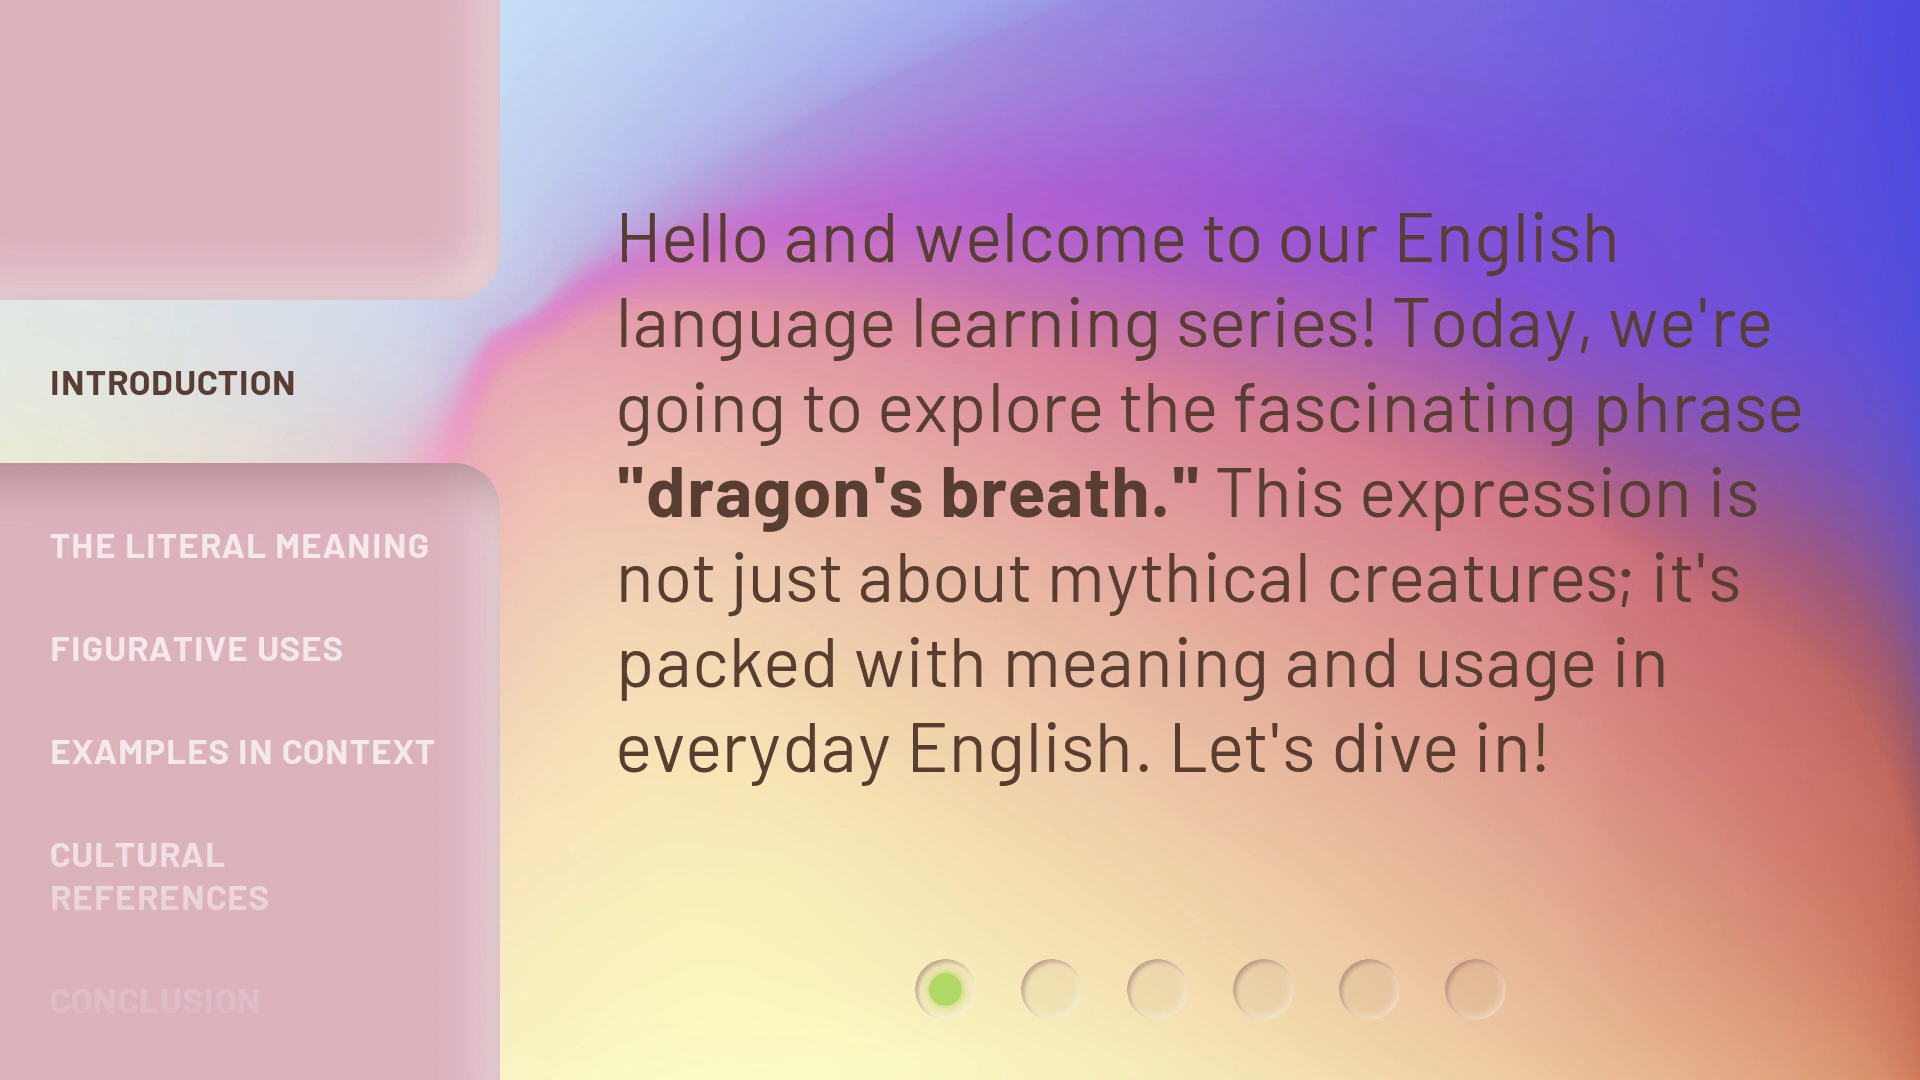 INTRODUCTION
THE LITERAL MEANING
FIGURATIVE USES
EXAMPLES IN CONTEXT
CULTURAL
REFERENCES
CONCLUSION
Hello and welcome to our English
language learning series! Today, we're
going to explore the fascinating phrase
"dragon's breath." This expression is
not just about mythical creatures; it's
packed with meaning and usage in
everyday English. Let's dive in!